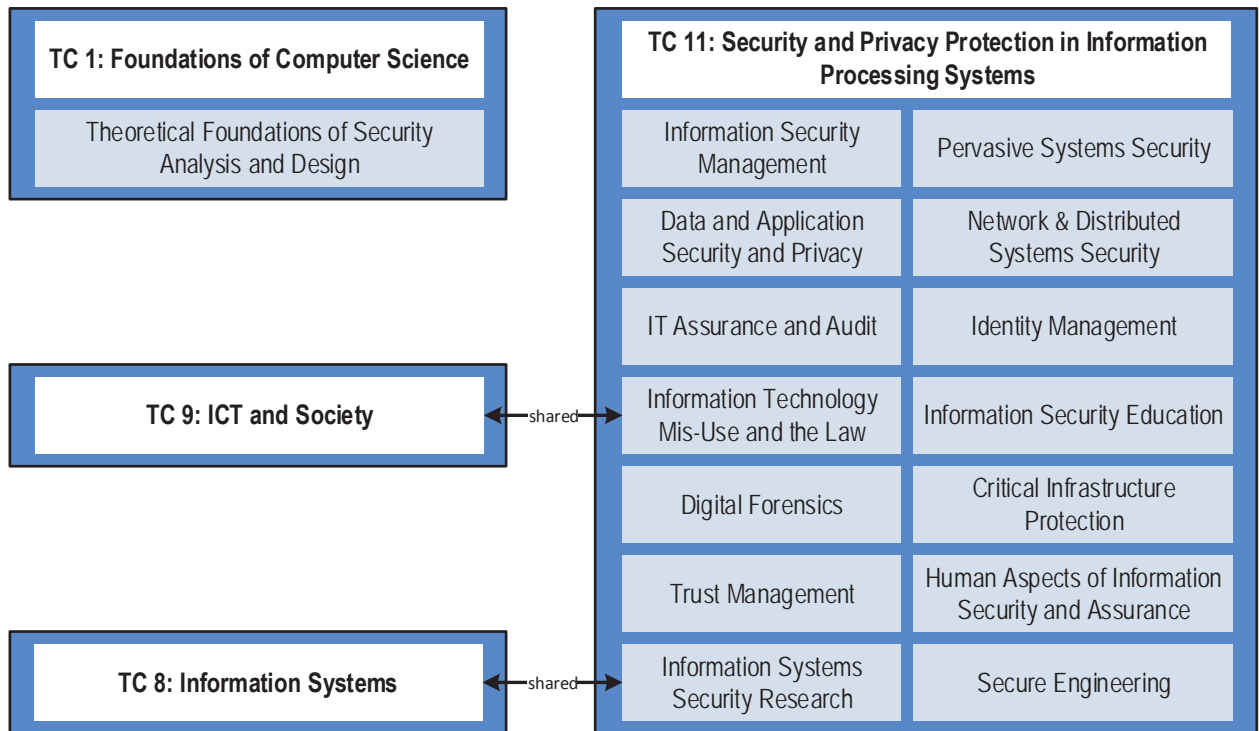 TC 1: Foundations of Computer Science
Theoretical Foundations of Security
Analysis and Design
TC 9: ICT and Society
TC 8: Information Systems
shared
shared
TC 11: Security and Privacy Protection in Information
Processing Systems
Information Security
Management
Pervasive Systems Security
Data and Application
Security and Privacy
Network & Distributed
Systems Security
IT Assurance and Audit
Identity Management
Information Technology
Mis-Use and the Law
Information Security Education
Digital Forensics
Critical Infrastructure
Protection
Trust Management
Human Aspects of Information
Security and Assurance
Information Systems
Security Research
Secure Engineering